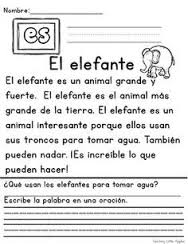 Nombre:
es
El elefante
El elefante es un animal grande y
fuerte. El elefante es el animal más
grande de la tierra. El elefante es un
animal interesante porque ellos usan
sus troncos para tomar agua. También
pueden nadar. ¡Es increíble lo que
pueden hacer!
¿Qué usan los elefantes para tomar agua?
Escribe la palabra en una oración.